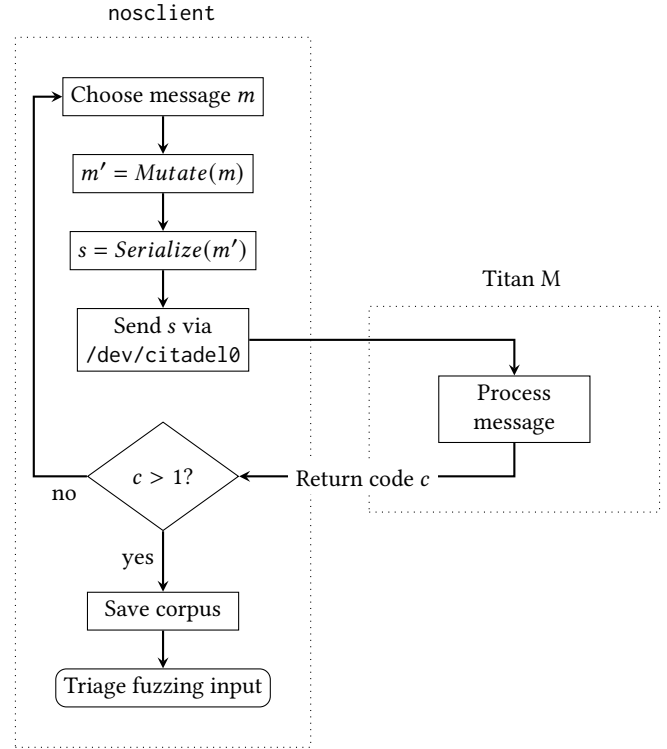 nosclient
Choose message m
m′ = Mutate(m)
s = Serialize(m′)
Titan M
Send s via
/dev/citadel0
Process
message
c > 1?
Return code c
no
yes
Save corpus
Triage fuzzing input